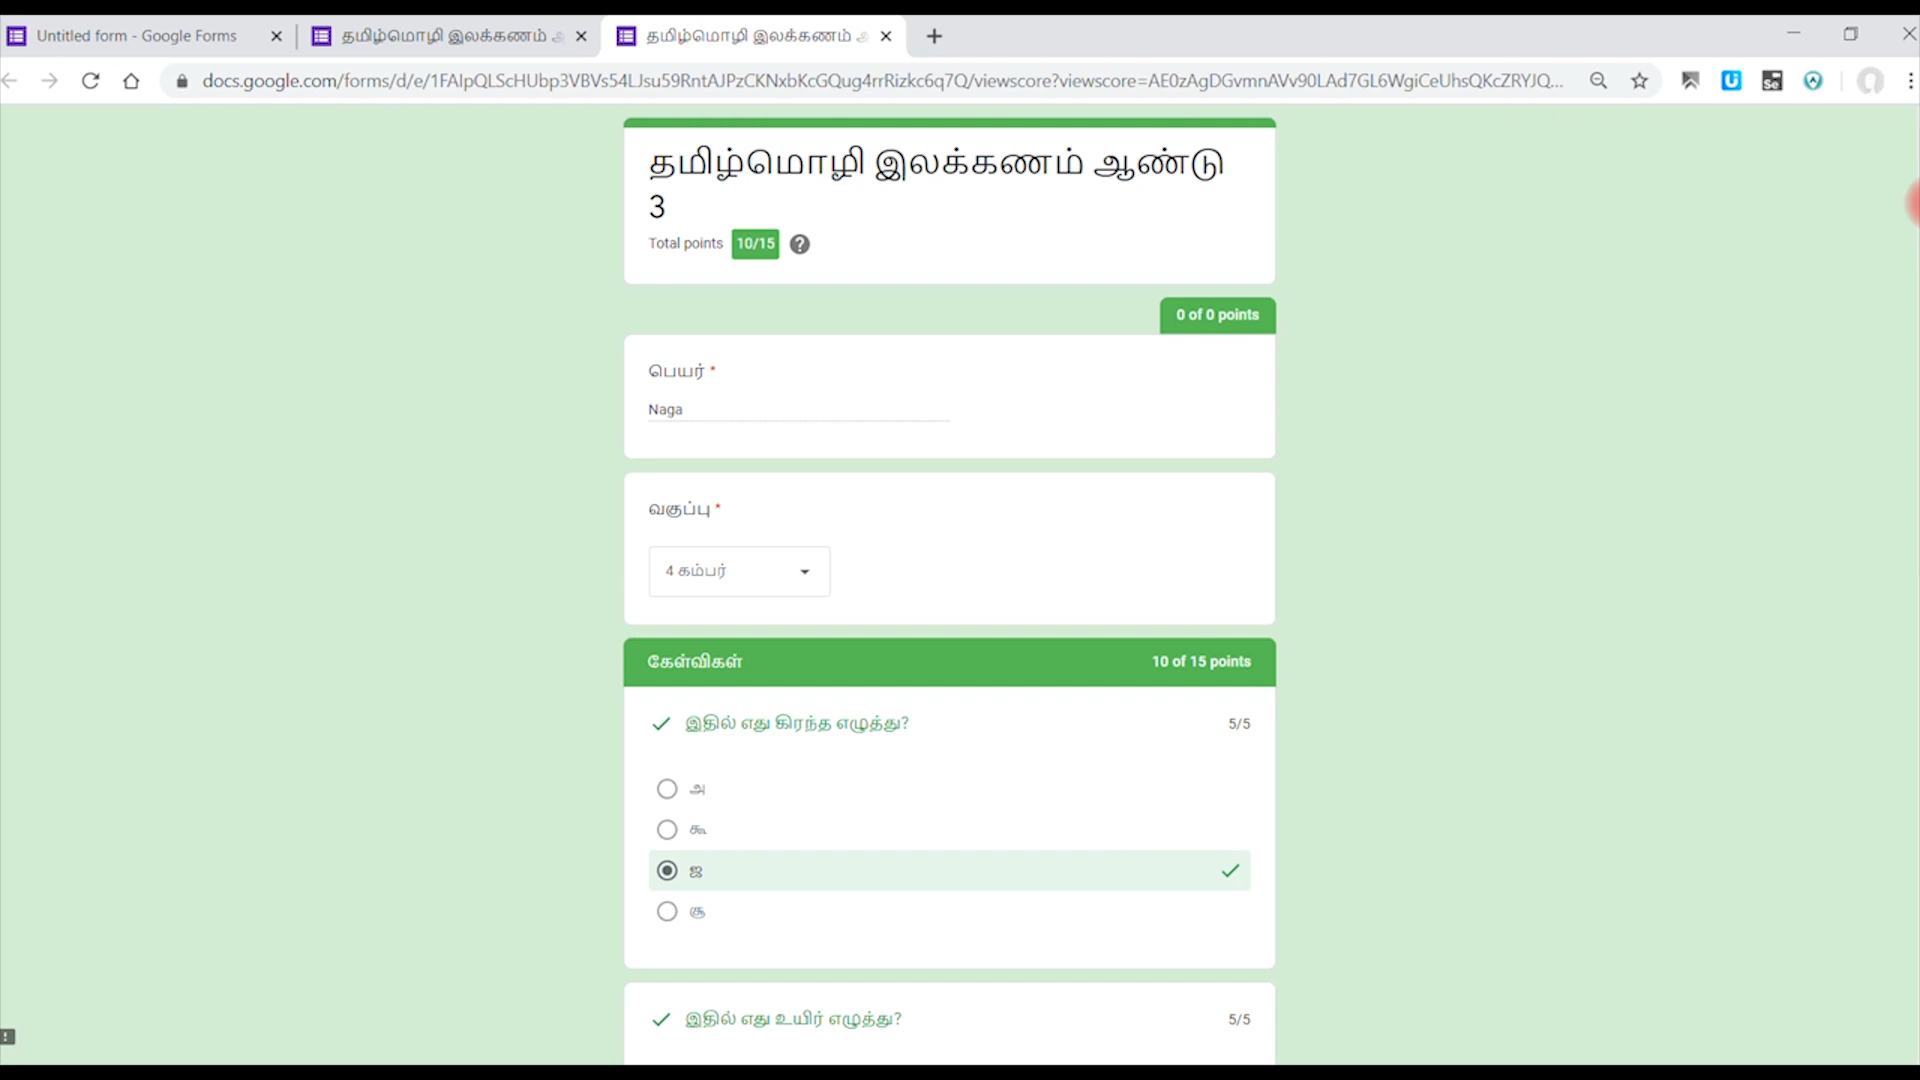 Untitled form - Google Forms
தமிழ்மொழி இலக்கணம்
தமிழ்மொழி இலக்கணம்
docs.google.com/forms/d/e/1FAIpQLScHUbp3VBVs54LJsu59RntAJPzCKNxbKcGQug4rrRizkc6q7Q/viewscore?viewscore=AE0zAgDGvmnAVv90LAd7GL6WgiCeUhsQKcZRYJQ...
தமிழ்மொழி இலக்கணம் ஆண்டு
3
Total points 10/15
0 of 0 points
பெயர் *
Naga
வகுப்பு *
4 கம்பர்
கேள்விகள் 10 of 15 points
இதில் எது கிரந்த எழுத்து? 5/5
அ
கூ
ஜ
சூ
இதில் எது உயிர் எழுத்து? 5/5